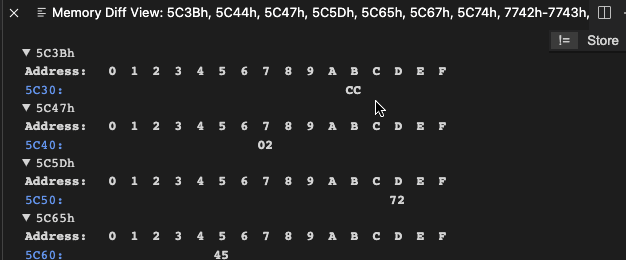 Memory Diff View: 5C3Bh, 5C44h, 5C47h, 5C5Dh, 5C65h, 5C67h, 5C74h, 7742h-7743h,
!= Store
5C3Bh
Address: 0 1 2 3 4 5 6 7 8 9 A B C D E F
5C30: CC
5C47h
Address: 0 1 2 3 4 5 6 7 8 9 A B C D E F
5C40: 02
5C5Dh
Address: 0 1 2 3 4 5 6 7 8 9 A B C D E F
5C50: 72
5C65h
Address: 0 1 2 3 4 5 6 7 8 9 A B C D E F
5C60: 45